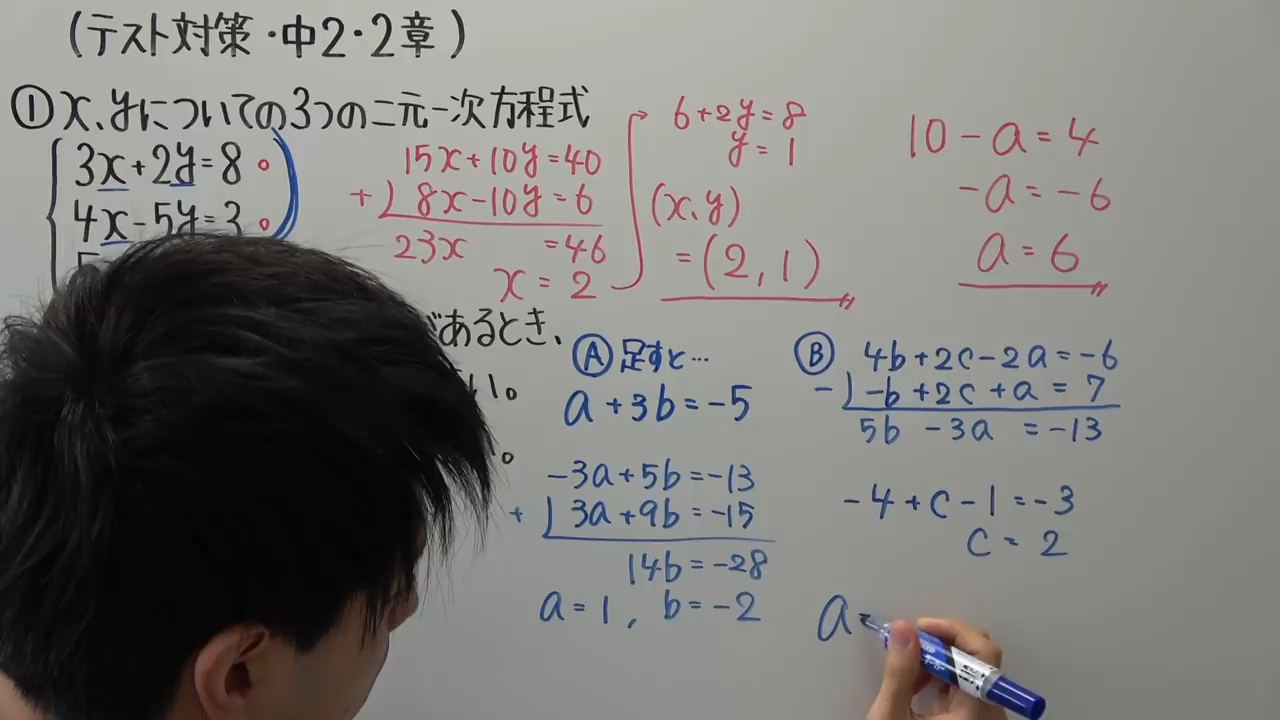 (テスト対策・中2・2章)
①x、yについての3つの二元一次方程式
3x+2y=8
4x-5y=3
があるとき、
い。
。
15x+10y=40
+) 8x-10y=6
23x =46
x=2
6+2y=8
y=1
(x、y)
=(2,1)
10-a=4
-a=-6
a=6
Ⓐ 足すと…
a+3b=-5
-3a+5b=-13
+) 3a+9b=-15
14b=-28
a=1, b=-2
Ⓑ 4b+2c-2a=-6
-) -b+2c+a=7
5b-3a =-13
-4+c-1=-3
c=2
a=